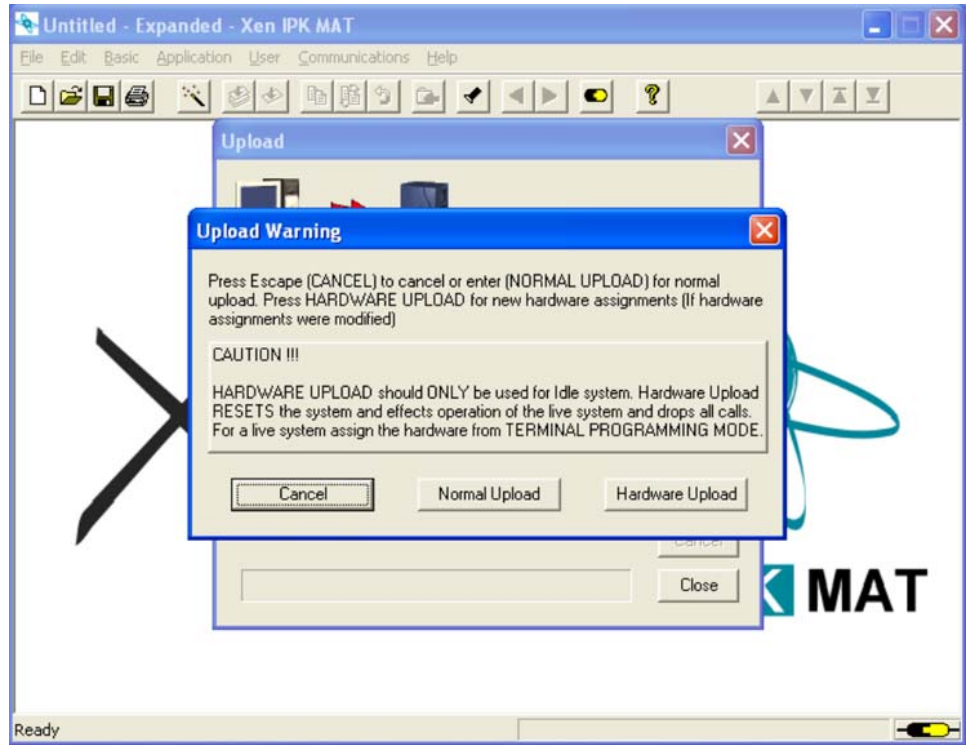 Untitled - Expanded - Xen IPK MAT
File Edit Basic Application User Communications Help
Upload
Upload Warning
Press Escape (CANCEL) to cancel or enter (NORMAL UPLOAD) for normal
upload. Press HARDWARE UPLOAD for new hardware assignments (If hardware
assignments were modified)
CAUTION !!!
HARDWARE UPLOAD should ONLY be used for Idle system. Hardware Upload
RESETS the system and effects operation of the live system and drops all calls.
For a live system assign the hardware from TERMINAL PROGRAMMING MODE.
Cancel Normal Upload Hardware Upload
Cancel
Close
K MAT
Ready